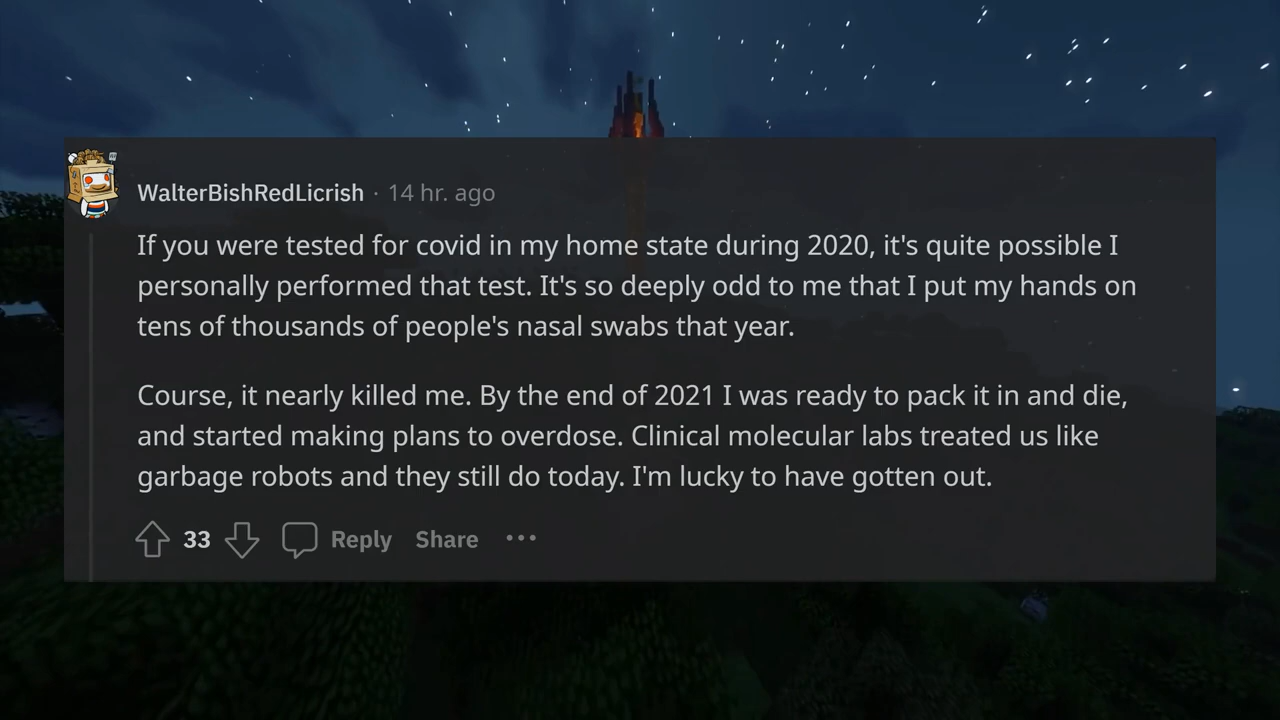 WalterBishRedLicrish · 14 hr. ago
If you were tested for covid in my home state during 2020, it's quite possible I
personally performed that test. It's so deeply odd to me that I put my hands on
tens of thousands of people's nasal swabs that year.
Course, it nearly killed me. By the end of 2021 I was ready to pack it in and die,
and started making plans to overdose. Clinical molecular labs treated us like
garbage robots and they still do today. I'm lucky to have gotten out.
33 Reply Share ···